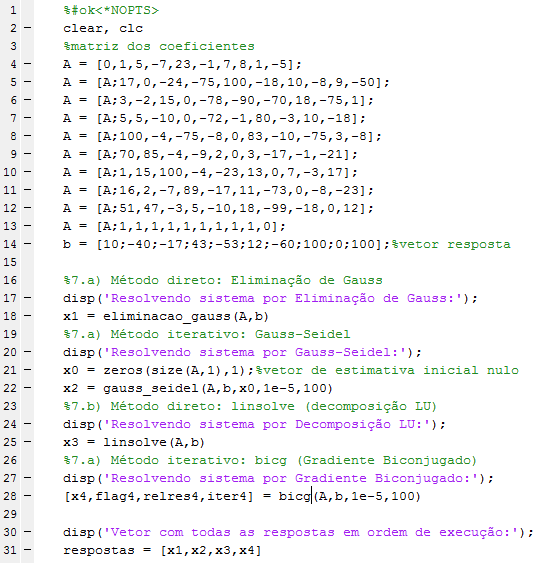 1 %#ok<*NOPTS>
2 – clear, clc
3 %matriz dos coeficientes
4 – A = [0,1,5,-7,23,-1,7,8,1,-5];
5 – A = [A;17,0,-24,-75,100,-18,10,-8,9,-50];
6 – A = [A;3,-2,15,0,-78,-90,-70,18,-75,1];
7 – A = [A;5,5,-10,0,-72,-1,80,-3,10,-18];
8 – A = [A;100,-4,-75,-8,0,83,-10,-75,3,-8];
9 – A = [A;70,85,-4,-9,2,0,3,-17,-1,-21];
10 – A = [A;1,15,100,-4,-23,13,0,7,-3,17];
11 – A = [A;16,2,-7,89,-17,11,-73,0,-8,-23];
12 – A = [A;51,47,-3,5,-10,18,-99,-18,0,12];
13 – A = [A;1,1,1,1,1,1,1,1,1,0];
14 – b = [10;-40;-17;43;-53;12;-60;100;0;100];%vetor resposta
15
16 %7.a) Método direto: Eliminação de Gauss
17 – disp('Resolvendo sistema por Eliminação de Gauss:');
18 – x1 = eliminacao_gauss(A,b)
19 %7.a) Método iterativo: Gauss-Seidel
20 – disp('Resolvendo sistema por Gauss-Seidel:');
21 – x0 = zeros(size(A,1),1);%vetor de estimativa inicial nulo
22 – x2 = gauss_seidel(A,b,x0,1e-5,100)
23 %7.b) Método direto: linsolve (decomposição LU)
24 – disp('Resolvendo sistema por Decomposição LU:');
25 – x3 = linsolve(A,b)
26 %7.a) Método iterativo: bicg (Gradiente Biconjugado)
27 – disp('Resolvendo sistema por Gradiente Biconjugado:');
28 – [x4,flag4,relres4,iter4] = bicg(A,b,1e-5,100)
29
30 – disp('Vetor com todas as respostas em ordem de execução:');
31 – respostas = [x1,x2,x3,x4]